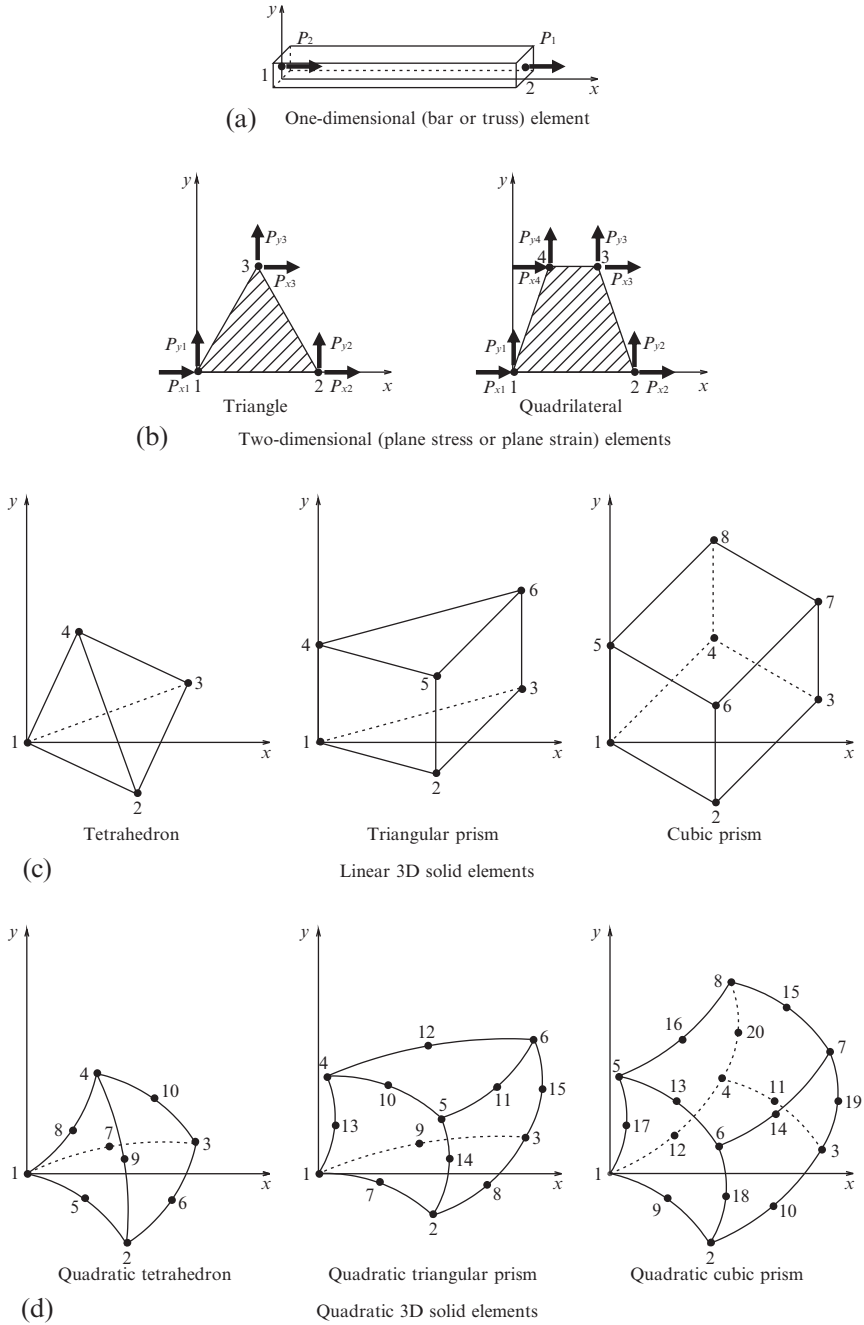 y
P2 P1
1
2 x
(a) One-dimensional (bar or truss) element
y y
Py3 Py4 Py3
3 4 3
Px3 Px4 Px3
Py1 Py2 Py1 Py2
Px1 1 2 Px2 x Px1 1 2 Px2 x
Triangle Quadrilateral
(b) Two-dimensional (plane stress or plane strain) elements
y y y
8
6 7
4 4 5 4
5 3 6 3
3
1 x 1 x 1 x
2 2 2
Tetrahedron Triangular prism Cubic prism
(c) Linear 3D solid elements
y y y
8 15
12 6 16 20 7
4 10 4 10 5 11 15 5 13 4 11 14 19
8 7 9 3 13 9 14 3 17 12 6 3
1 x 1 x 1 x
5 6 7 8 9 18 10
2 2 2
Quadratic tetrahedron Quadratic triangular prism Quadratic cubic prism
(d) Quadratic 3D solid elements